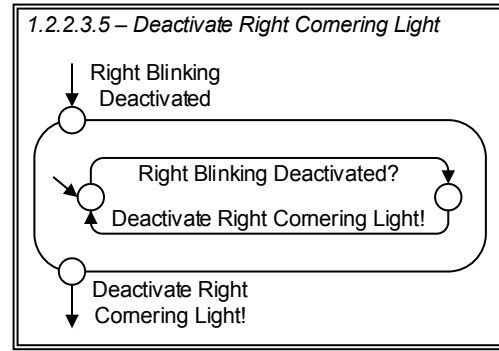 1.2.2.3.5 – Deactivate Right Cornering Light
Right Blinking
Deactivated
Right Blinking Deactivated?
Deactivate Right Cornering Light!
Deactivate Right
Cornering Light!